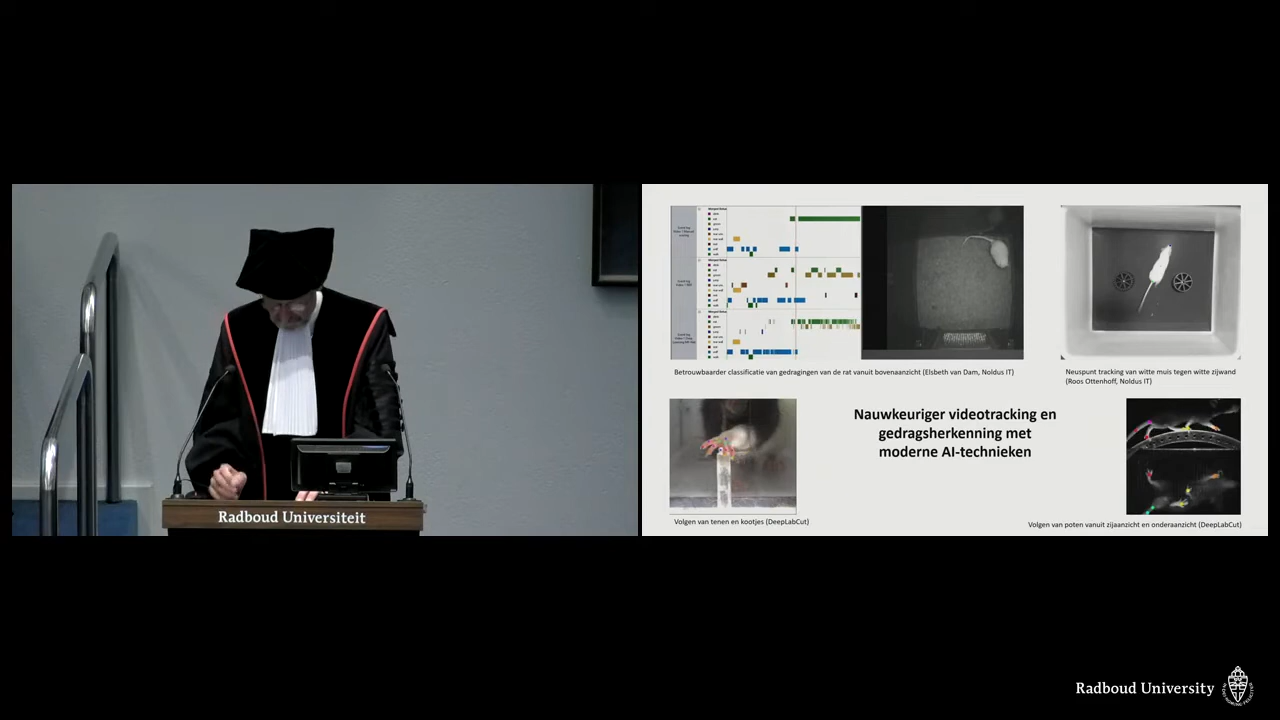 Radboud Universiteit
Betrouwbaarder classificatie van gedragingen van de rat vanuit bovenaanzicht (Elsbeth van Dam, Noldus IT)
Neuspunt tracking van witte muis tegen witte zijwand
(Roos Ottenhoff, Noldus IT)
Nauwkeuriger videotracking en
gedragsherkenning met
moderne AI-technieken
Volgen van tenen en kootjes (DeepLabCut)
Volgen van poten vanuit zijaanzicht en onderaanzicht (DeepLabCut)
Radboud University